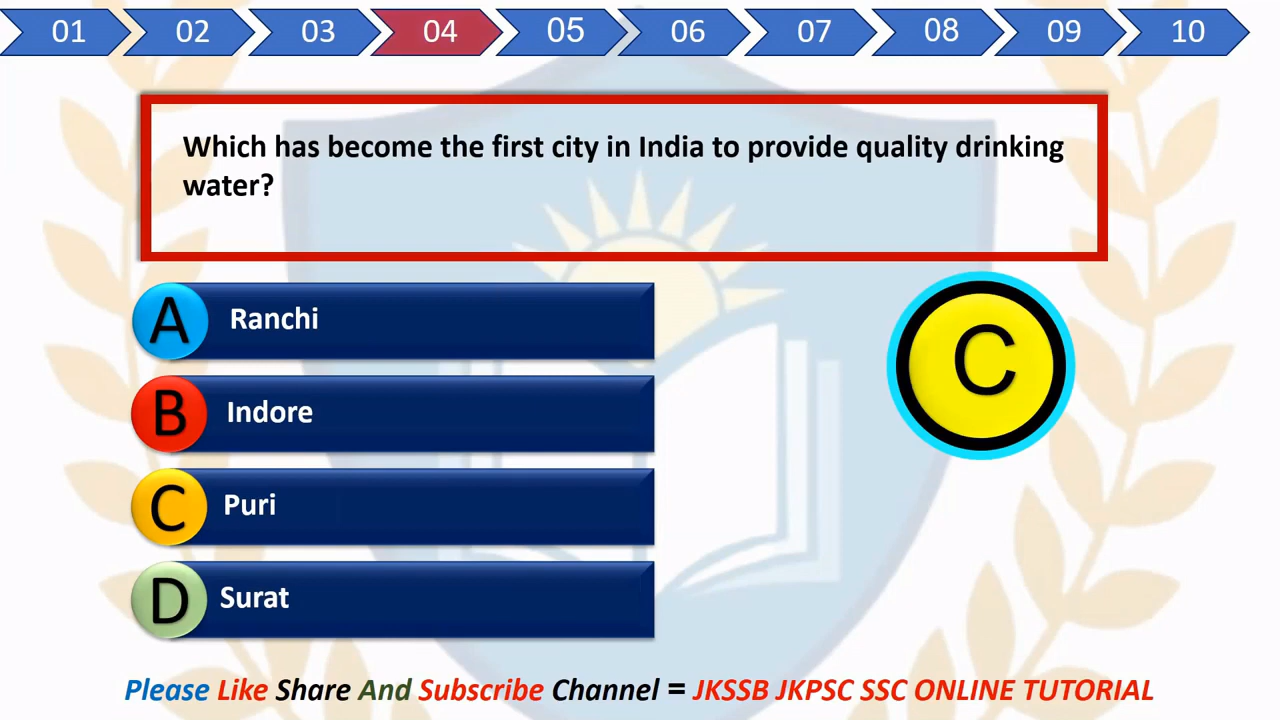 01 02 03 04 05 06 07 08 09 10
Which has become the first city in India to provide quality drinking
water?
A Ranchi
C
B Indore
C Puri
D Surat
Please Like Share And Subscribe Channel = JKSSB JKPSC SSC ONLINE TUTORIAL